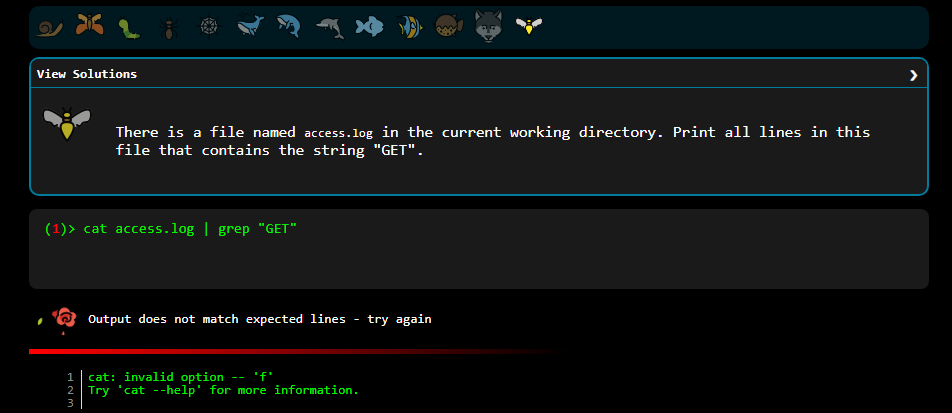 View Solutions ❯
There is a file named access.log in the current working directory. Print all lines in this
file that contains the string "GET".
(1)> cat access.log | grep "GET"
Output does not match expected lines - try again
1 cat: invalid option -- 'f'
2 Try 'cat --help' for more information.
3